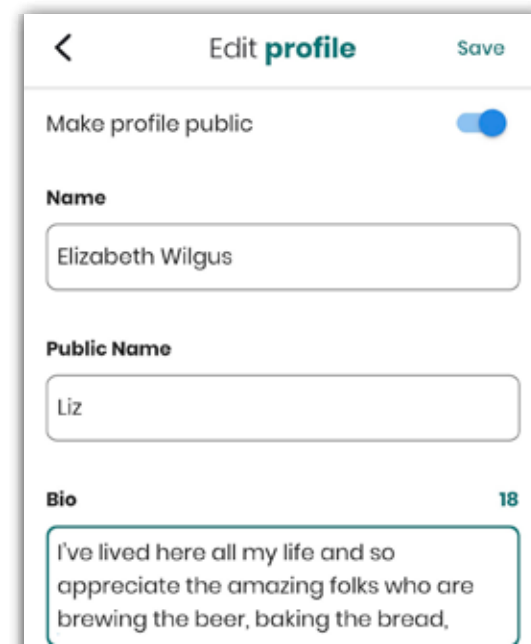 Edit profile Save
Make profile public
Name
Elizabeth Wilgus
Public Name
Liz
Bio 18
I've lived here all my life and so
appreciate the amazing folks who are
brewing the beer, baking the bread,